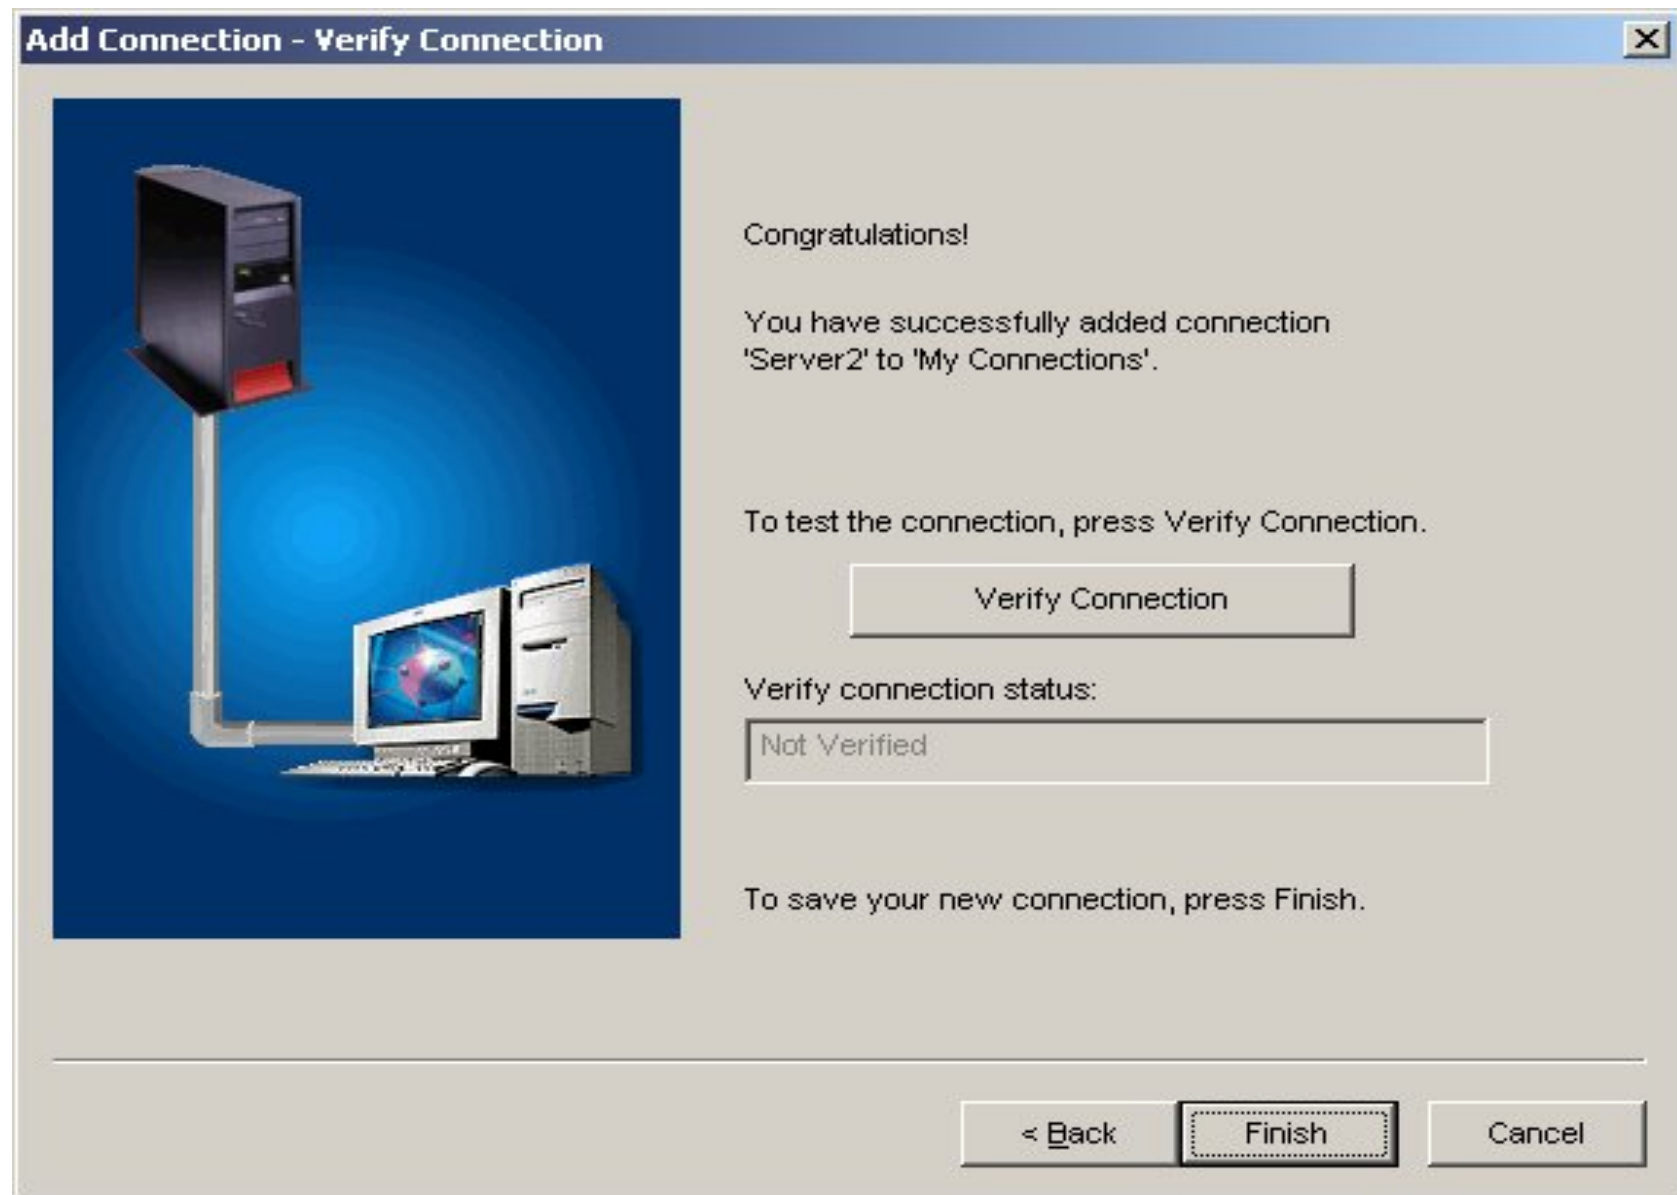 Add Connection - Verify Connection
Congratulations!
You have successfully added connection
'Server2' to 'My Connections'.
To test the connection, press Verify Connection.
Verify Connection
Verify connection status:
Not Verified
To save your new connection, press Finish.
< Back
Finish
Cancel